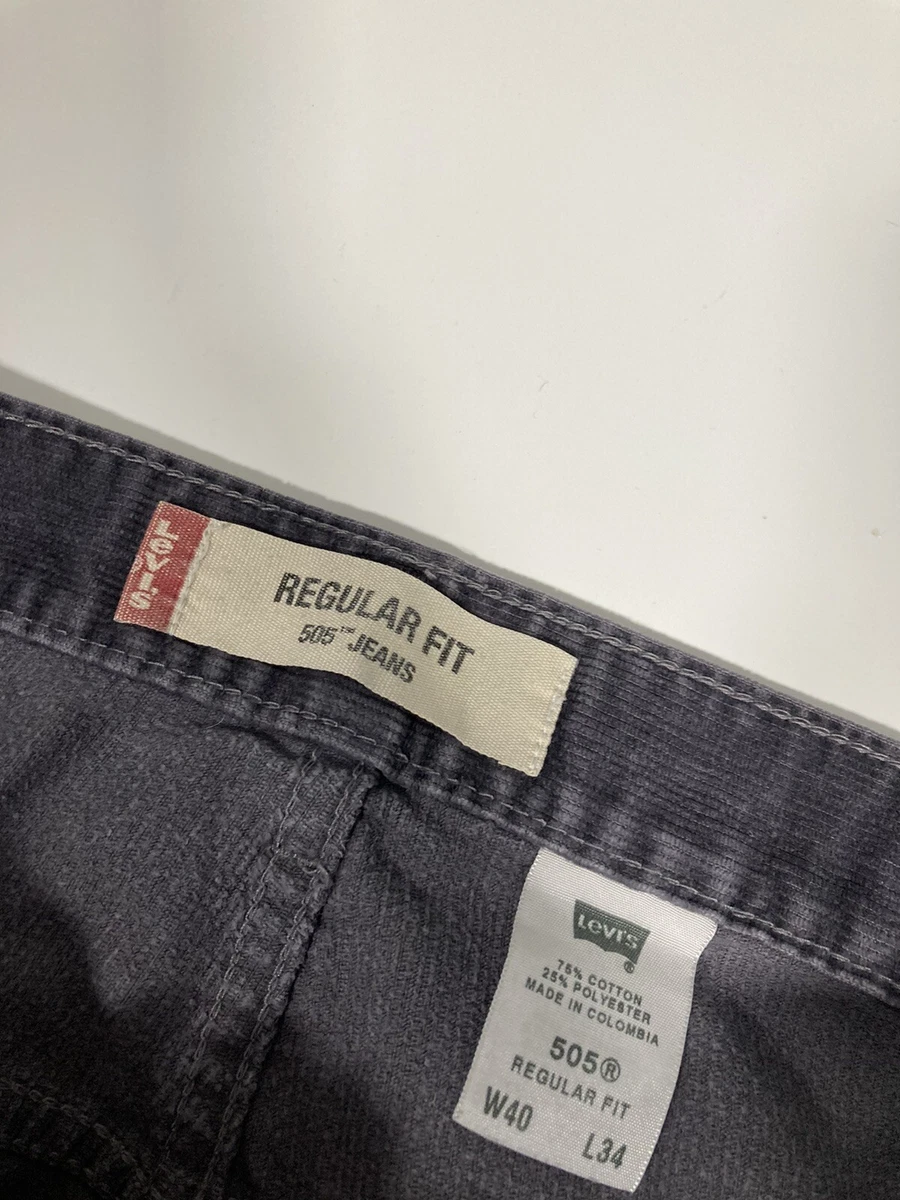 LEVI'S
REGULAR FIT
505™ JEANS
Levi's
®
75% COTTON
25% POLYESTER
MADE IN COLOMBIA
505®
REGULAR FIT
W40
L34